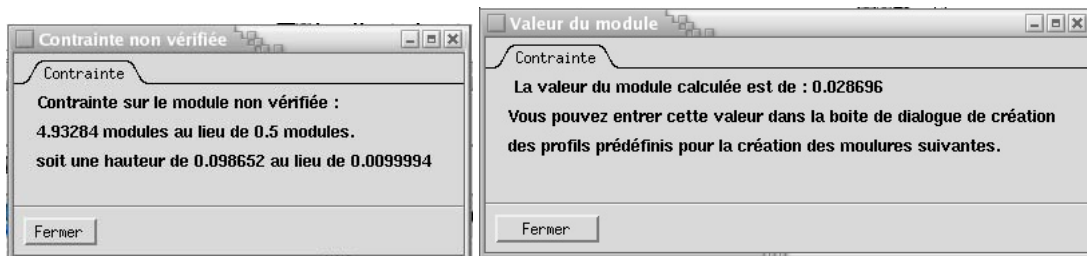 Contrainte non vérifiée
Contrainte
Contrainte sur le module non vérifiée :
4.93284 modules au lieu de 0.5 modules.
soit une hauteur de 0.098652 au lieu de 0.0099994
Fermer
Valeur du module
Contrainte
La valeur du module calculée est de : 0.028696
Vous pouvez entrer cette valeur dans la boite de dialogue de création
des profils prédéfinis pour la création des moulures suivantes.
Fermer